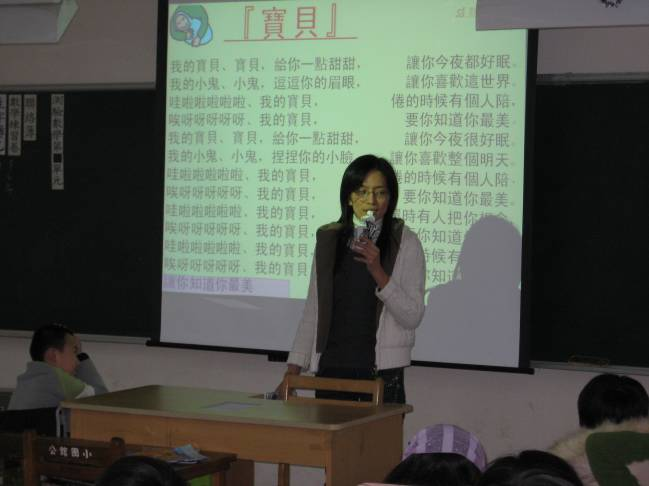 『寶貝』
我的寶貝、寶貝，給你一點甜甜，
讓你今夜都好眠。
我的小鬼、小鬼，逗逗你的眉眼，
讓你喜歡這世界。
哇啦啦啦啦啦、我的寶貝，
倦的時候有個人陪，
唉呀呀呀呀呀、我的寶貝，
要你知道你最美。
我的寶貝、寶貝，給你一點甜甜，
讓你今夜很好眠。
我的小鬼、小鬼，捏捏你的小臉
讓你喜歡整個明天。
哇啦啦啦啦啦、我的寶貝，
的時候有個人陪，
唉呀呀呀呀呀、我的寶貝，
要你知道你最美。
哇啦啦啦啦啦、我的寶貝
時有人把你
唉呀呀呀呀呀、我的寶貝
你知道你
哇啦啦啦啦啦、我的寶貝
時候有
唉呀呀呀呀呀、我的寶貝
你知道
讓你知道你最美
公館國小